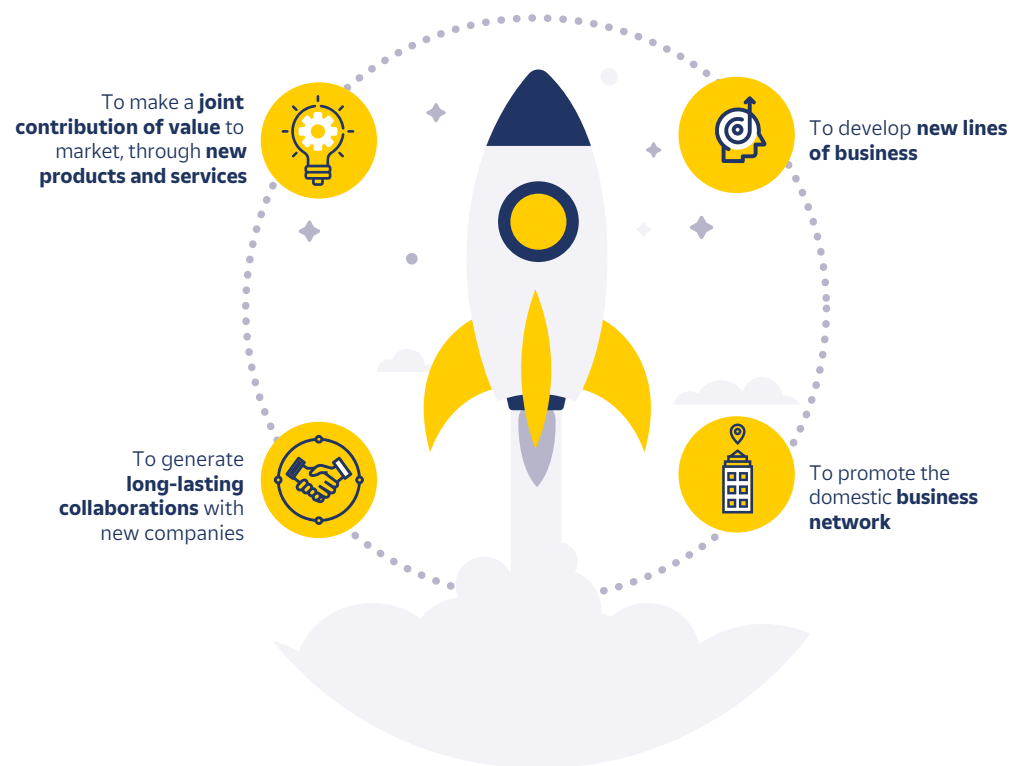 To make a joint
contribution of value to
market, through new
products and services
To develop new lines
of business
To generate
long-lasting
collaborations with
new companies
To promote the
domestic business
network